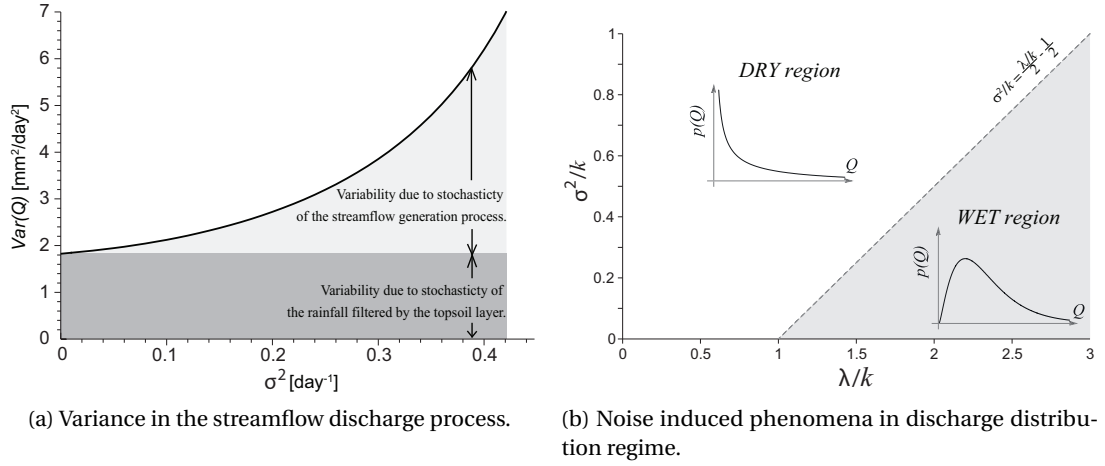 7
6
5
4
3
2
1
0
Var(Q) [mm²/day²]
Variability due to stochasticty
of the streamflow generation process.
Variability due to stochasticty of
the rainfall filtered by the topsoil layer.
0 0.1 0.2 0.3 0.4
σ² [day⁻¹]
(a) Variance in the streamflow discharge process.
1
0.8
0.6
0.4
0.2
0
σ²/k
DRY region
p(Q)
Q
σ²/k = λ/k/2 - 1/2
WET region
p(Q)
Q
0 0.5 1 1.5 2 2.5 3
λ/k
(b) Noise induced phenomena in discharge distribu-
tion regime.